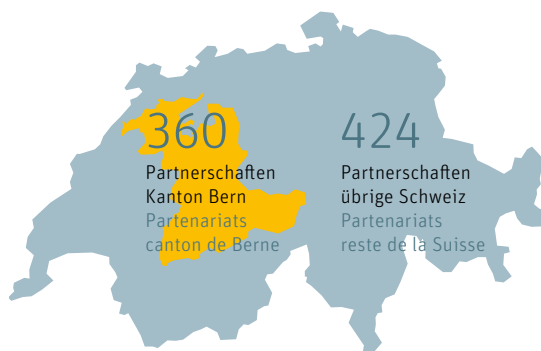 360
Partnerschaften
Kanton Bern
Partenariats
canton de Berne
424
Partnerschaften
übrige Schweiz
Partenariats
reste de la Suisse